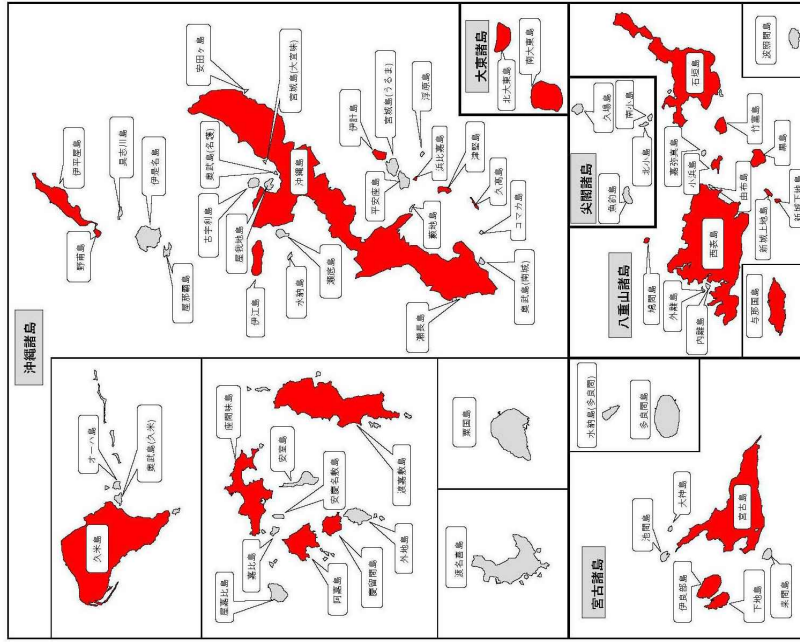 沖縄諸島
久米島
オーハ島
奥武島(久米)
野甫島
伊平屋島
具志川島
伊是名島
屋那覇島
屋嘉比島
嘉比島
座間味島
安室島
安慶名敷島
阿嘉島
慶留間島
外地島
渡嘉敷島
古宇利島
奥武島(名護)
安田ヶ島
宮城島(大宜味)
屋我地島
沖縄島
伊江島
水納島
瀬底島
伊計島
宮城島(うるま)
平安座島
浮原島
浜比嘉島
藪地島
津堅島
久高島
コマカ島
奥武島(南城)
瀬長島
渡名喜島
粟国島
大東諸島
北大東島
南大東島
宮古諸島
池間島
大神島
伊良部島
下地島
宮古島
来間島
水納島(多良間)
多良間島
八重山諸島
尖閣諸島
魚釣島
久場島
北小島
南小島
石垣島
鳩間島
外離島
内離島
西表島
嘉弥真島
小浜島
由布島
竹富島
黒島
新城上地島
新城下地島
与那国島
波照間島